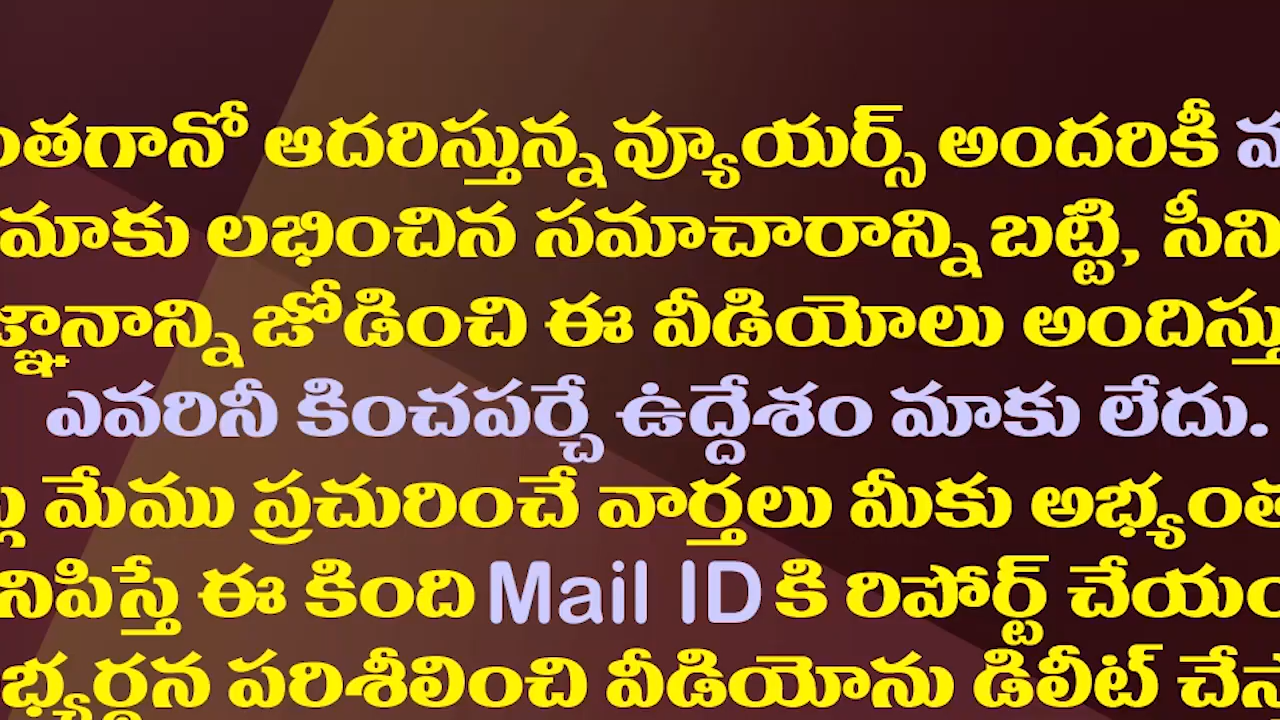 ఆదరిస్తున్న వ్యూయర్స్ అందరికీ
మాకు లభించిన సమాచారాన్ని బట్టి,
జోడించి ఈ వీడియోలు
ఎవరినీ కించపర్చే ఉద్దేశం మాకు లేదు.
మేము ప్రచురించే వార్తలు మీకు
ఈ కింది Mail ID కి రిపోర్ట్
పరిశీలించి వీడియోను డిలీట్